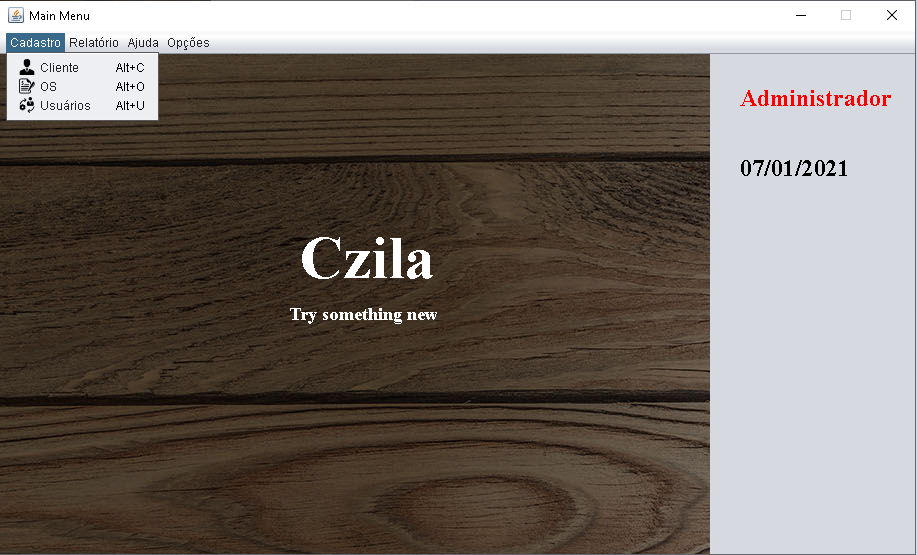 Main Menu
Cadastro Relatório Ajuda Opções
Cliente Alt+C
OS Alt+O
Usuários Alt+U
Administrador
07/01/2021
Czila
Try something new